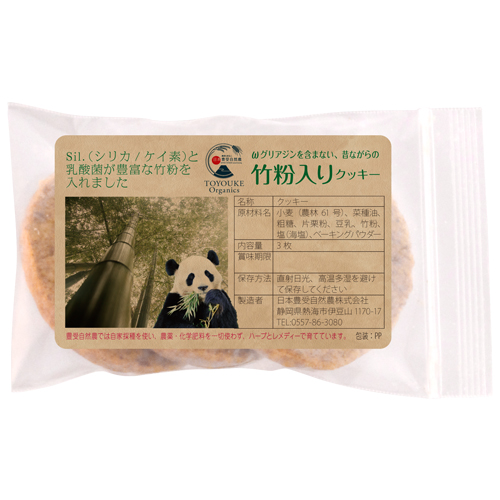 Sil.（シリカ / ケイ素）と
乳酸菌が豊富な竹粉を
入れました
豊受自然農
TOYOUKE
Organics
ωグリアジンを含まない、昔ながらの
竹粉入りクッキー
名称 クッキー
原材料名 小麦（農林 61 号）、菜種油、
粗糖、片栗粉、豆乳、竹粉、
塩（海塩）、ベーキングパウダー
内容量 3 枚
賞味期限
保存方法 直射日光、高温多湿を避け
て保存してください
製造者 日本豊受自然農株式会社
静岡県熱海市伊豆山 1170-17
TEL:0557-86-3080
豊受自然農では自家採種を使い、農薬・化学肥料を一切使わず、ハーブとレメディーで育てています。 包装：PP